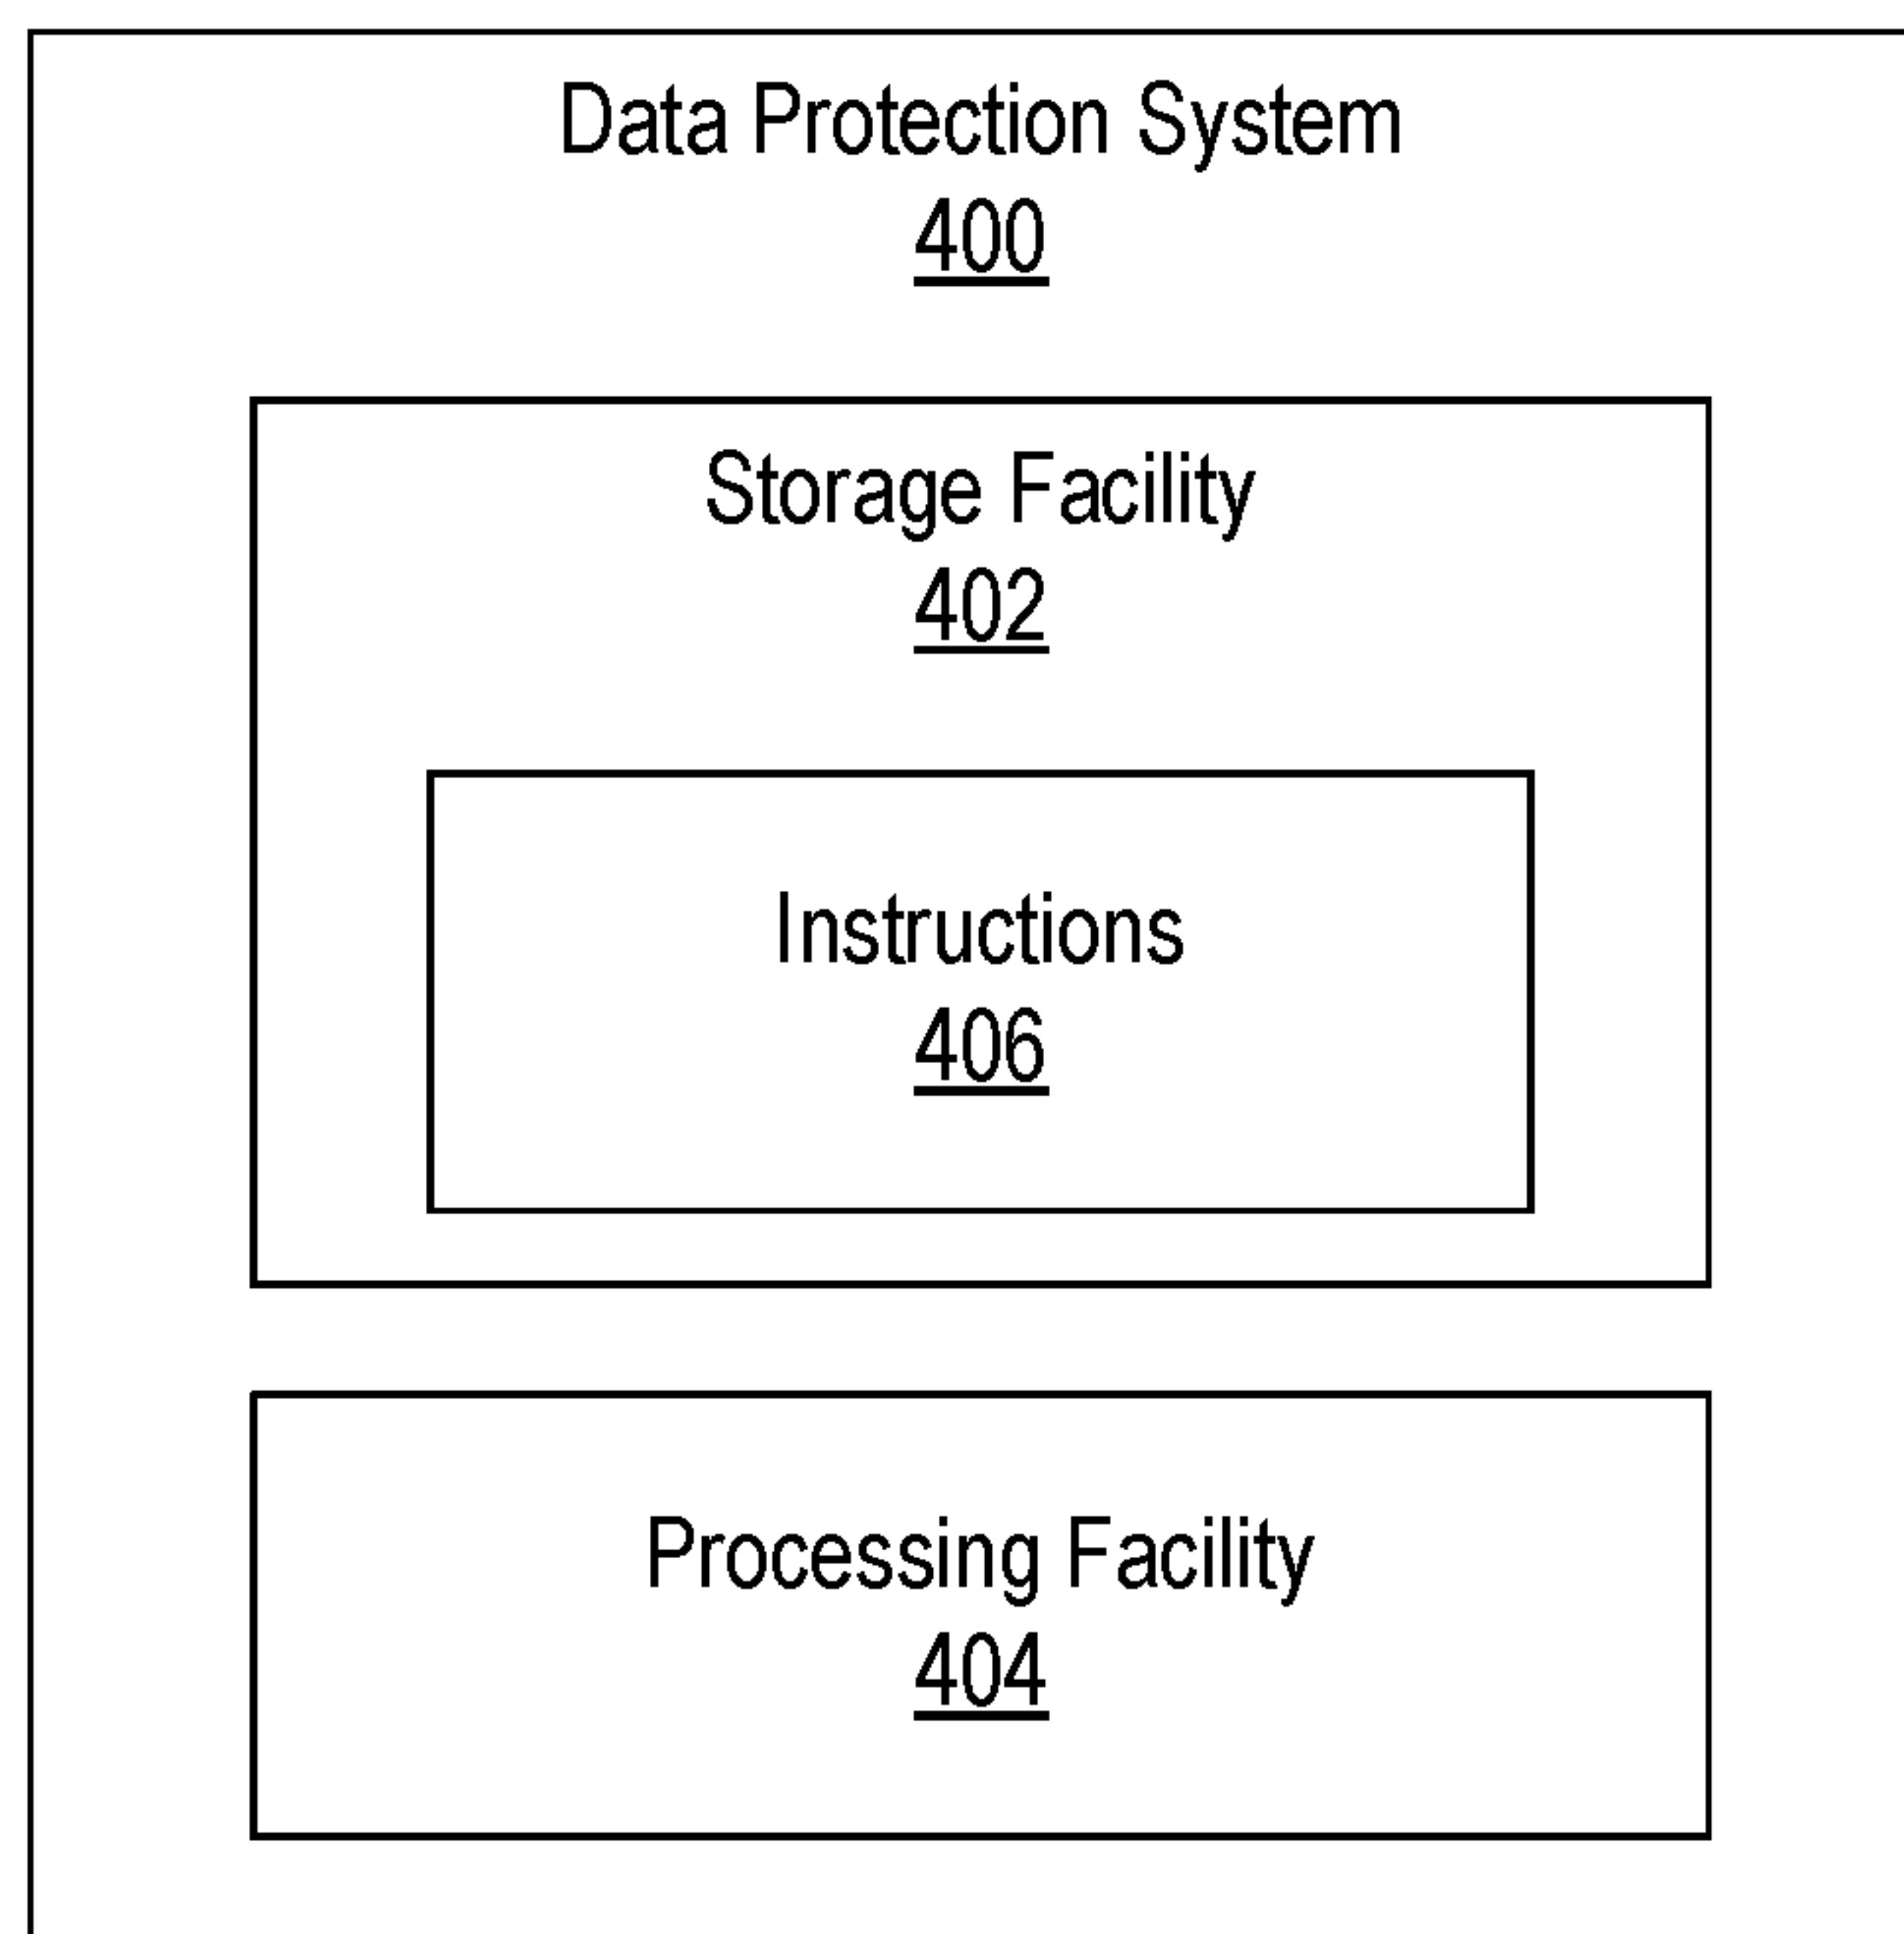 Data Protection System
400
Storage Facility
402
Instructions
406
Processing Facility
404